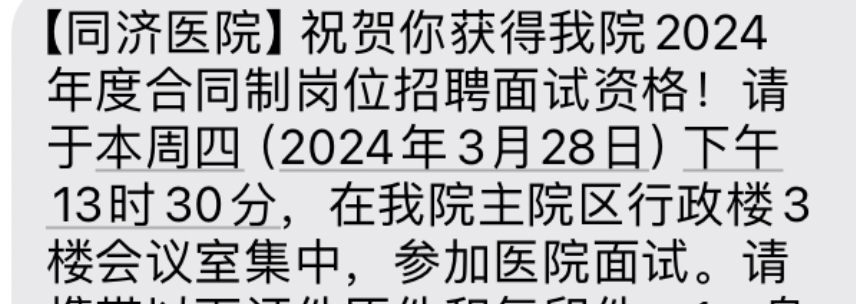 【同济医院】祝贺你获得我院2024
年度合同制岗位招聘面试资格！请
于本周四（2024年3月28日）下午
13时30分，在我院主院区行政楼3
楼会议室集中，参加医院面试。请